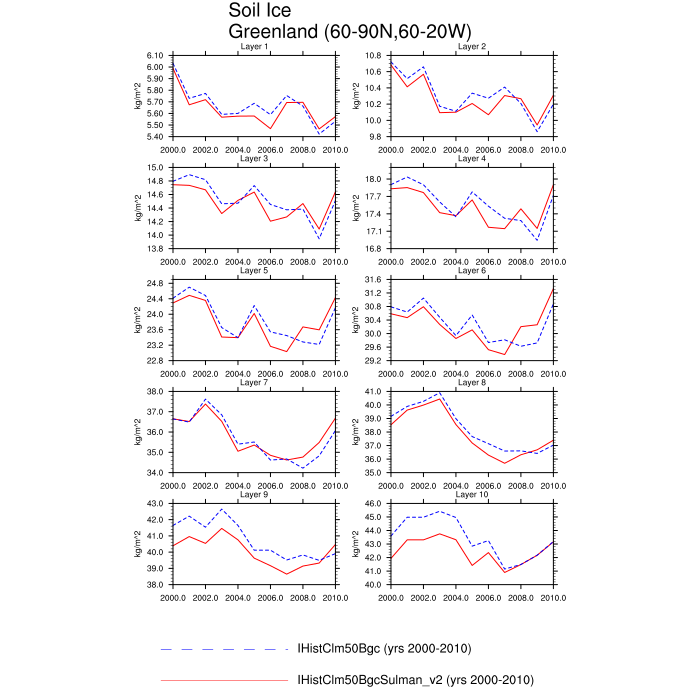 Soil Ice
Greenland (60-90N,60-20W)
Layer 1
Layer 2
6.10
6.00
5.90
5.80
5.70
5.60
5.50
5.40
kg/m^2
2000.0 2002.0 2004.0 2006.0 2008.0 2010.0
10.8
10.6
10.4
10.2
10.0
9.8
kg/m^2
2000.0 2002.0 2004.0 2006.0 2008.0 2010.0
Layer 3
Layer 4
15.0
14.8
14.6
14.4
14.2
14.0
13.8
kg/m^2
2000.0 2002.0 2004.0 2006.0 2008.0 2010.0
18.0
17.7
17.4
17.1
16.8
kg/m^2
2000.0 2002.0 2004.0 2006.0 2008.0 2010.0
Layer 5
Layer 6
24.8
24.4
24.0
23.6
23.2
22.8
kg/m^2
2000.0 2002.0 2004.0 2006.0 2008.0 2010.0
31.6
31.2
30.8
30.4
30.0
29.6
29.2
kg/m^2
2000.0 2002.0 2004.0 2006.0 2008.0 2010.0
Layer 7
Layer 8
38.0
37.0
36.0
35.0
34.0
kg/m^2
2000.0 2002.0 2004.0 2006.0 2008.0 2010.0
41.0
40.0
39.0
38.0
37.0
36.0
35.0
kg/m^2
2000.0 2002.0 2004.0 2006.0 2008.0 2010.0
Layer 9
Layer 10
43.0
42.0
41.0
40.0
39.0
38.0
kg/m^2
2000.0 2002.0 2004.0 2006.0 2008.0 2010.0
46.0
45.0
44.0
43.0
42.0
41.0
40.0
kg/m^2
2000.0 2002.0 2004.0 2006.0 2008.0 2010.0
IHistClm50Bgc (yrs 2000-2010)
IHistClm50BgcSulman_v2 (yrs 2000-2010)